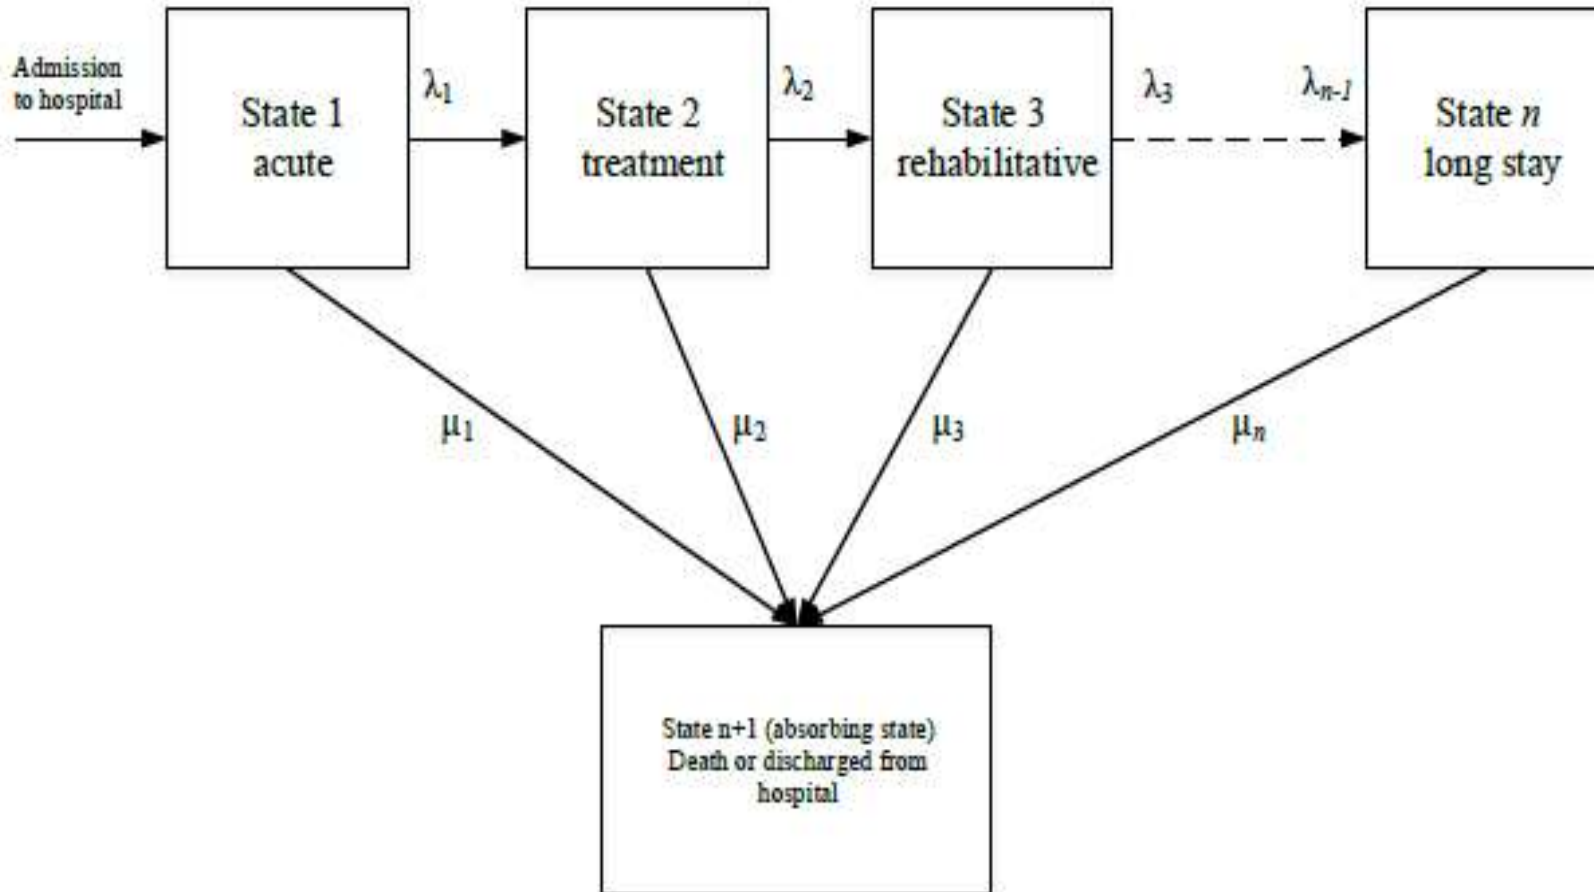 Admission
to hospital
State 1
acute
λ1
State 2
treatment
λ2
State 3
rehabilitative
λ3
λn-1
State n
long stay
μ1
μ2
μ3
μn
State n+1 (absorbing state)
Death or discharged from
hospital